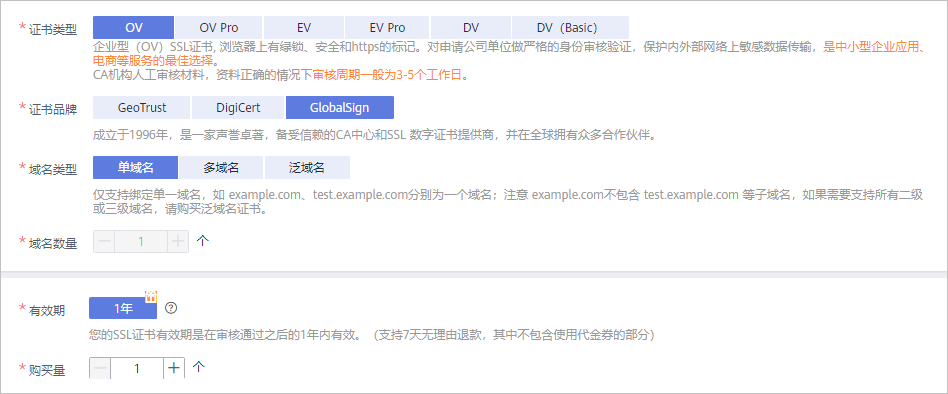 * 证书类型 OV OV Pro EV EV Pro DV DV（Basic）
企业型（OV）SSL证书, 浏览器上有绿锁、安全和https的标记。对申请公司单位做严格的身份审核验证，保护内外部网络上敏感数据传输，是中小型企业应用、
电商等服务的最佳选择。
CA机构人工审核材料，资料正确的情况下审核周期一般为3-5个工作日。
* 证书品牌 GeoTrust DigiCert GlobalSign
成立于1996年，是一家声誉卓著，备受信赖的CA中心和SSL 数字证书提供商，并在全球拥有众多合作伙伴。
* 域名类型 单域名 多域名 泛域名
仅支持绑定单一域名，如 example.com、test.example.com分别为一个域名；注意 example.com不包含 test.example.com 等子域名，如果需要支持所有二级
或三级域名，请购买泛域名证书。
* 域名数量 − 1 + 个
* 有效期 1年 ?
您的SSL证书有效期是在审核通过之后的1年内有效。（支持7天无理由退款，其中不包含使用代金券的部分）
* 购买量 − 1 + 个